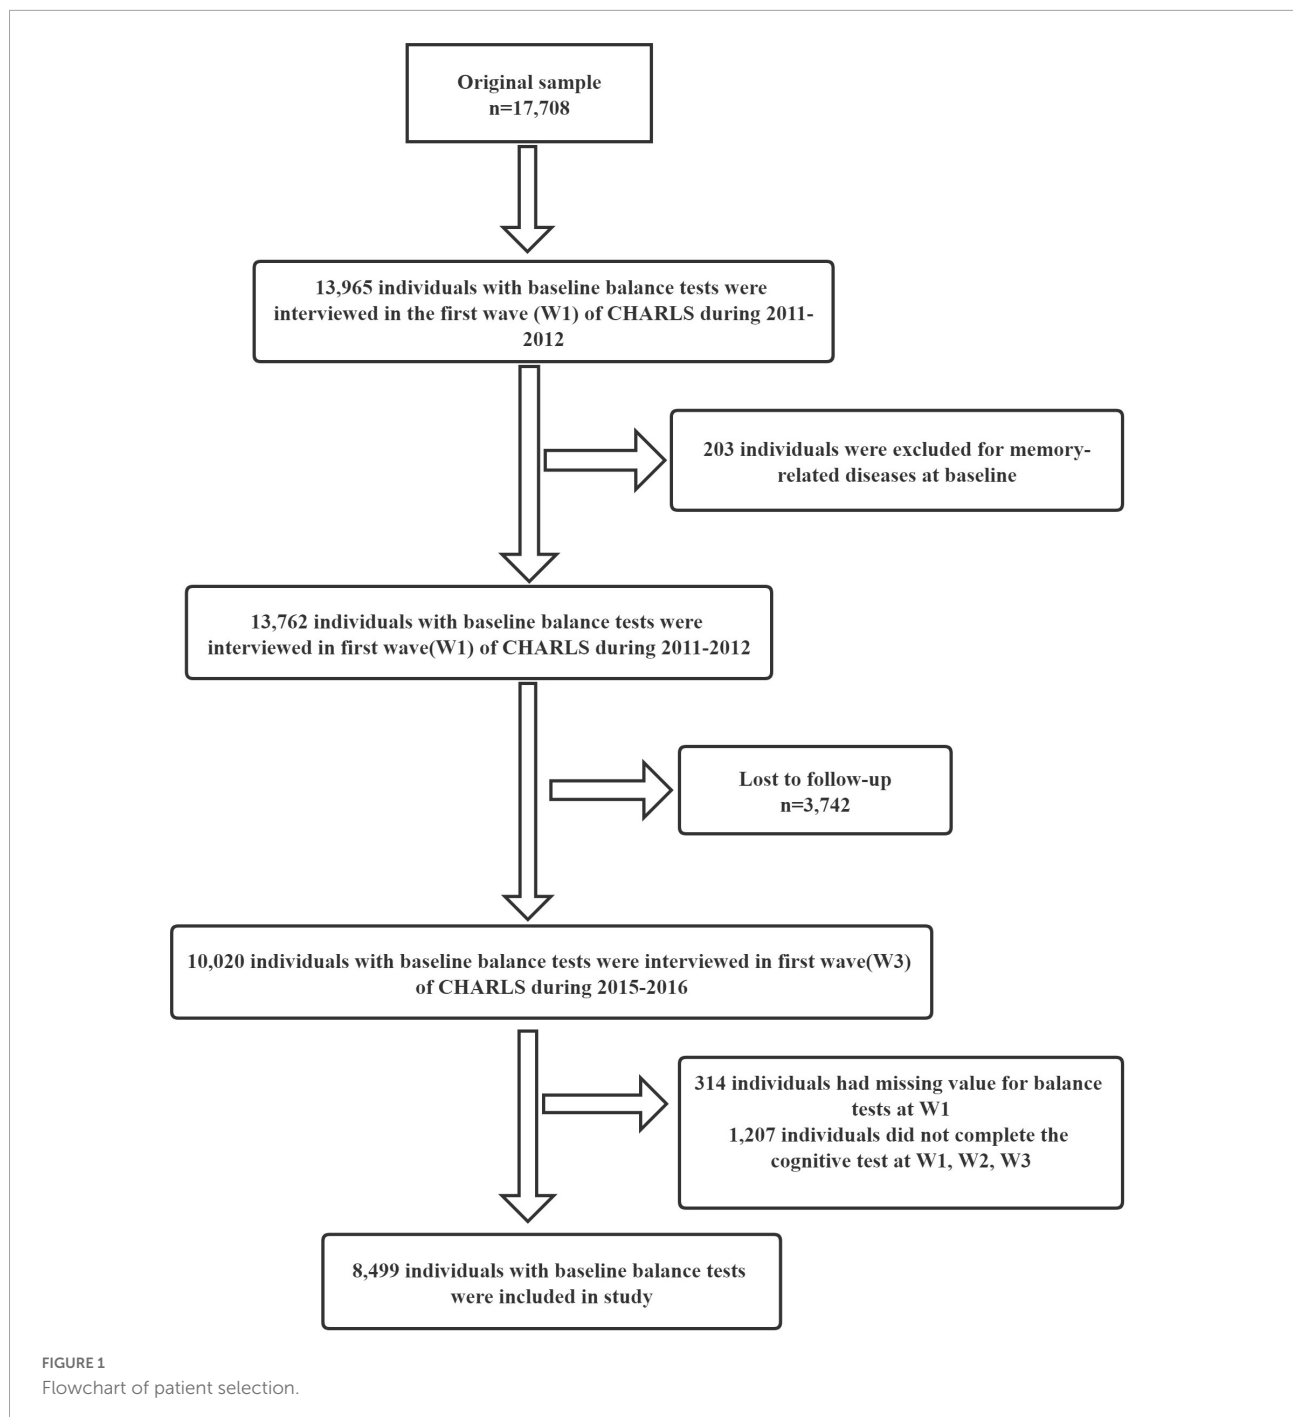 Original sample
n=17,708
13,965 individuals with baseline balance tests were
interviewed in the first wave (W1) of CHARLS during 2011-
2012
203 individuals were excluded for memory-
related diseases at baseline
13,762 individuals with baseline balance tests were
interviewed in first wave(W1) of CHARLS during 2011-2012
Lost to follow-up
n=3,742
10,020 individuals with baseline balance tests were interviewed in first wave(W3)
of CHARLS during 2015-2016
314 individuals had missing value for balance
tests at W1
1,207 individuals did not complete the
cognitive test at W1, W2, W3
8,499 individuals with baseline balance tests
were included in study
FIGURE 1
Flowchart of patient selection.